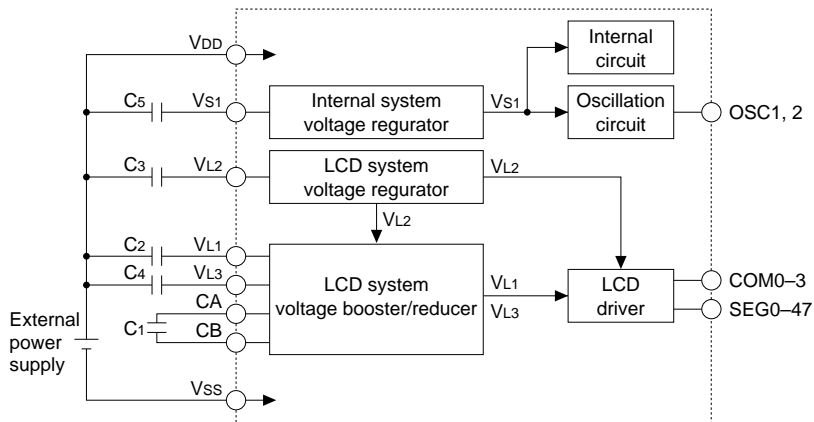 VDD
Internal
circuit
C5
VS1
Internal system
voltage regurator
VS1
Oscillation
circuit
OSC1, 2
C3
VL2
LCD system
voltage regurator
VL2
VL2
C2
VL1
C4
VL3
CA
C1
CB
LCD system
voltage booster/reducer
VL1
VL3
LCD
driver
COM0–3
SEG0–47
External
power
supply
VSS